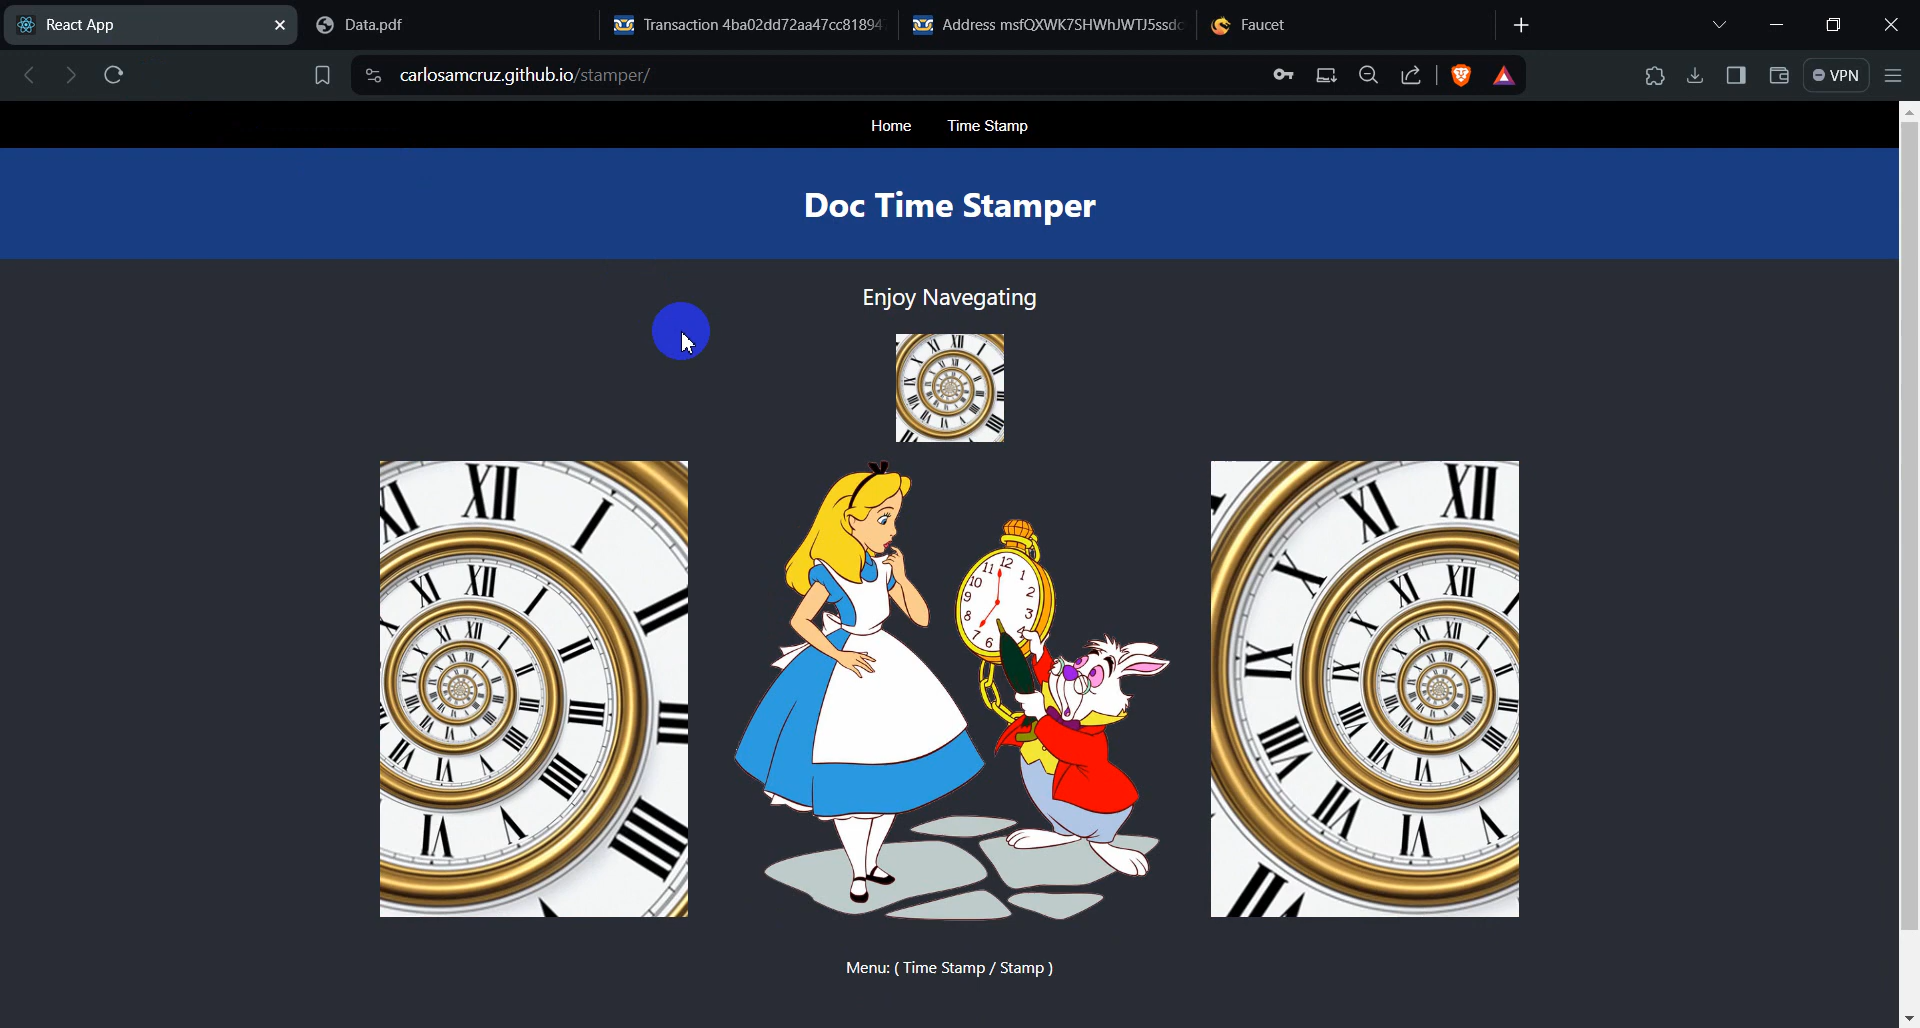 React App
Data.pdf
Transaction 4ba02dd72aa47cc81894
Address msfQXWK7SHWhJWTJ5ssdc
Faucet
carlosamcruz.github.io/stamper/
VPN
Home
Time Stamp
Doc Time Stamper
Enjoy Navegating
Menu: ( Time Stamp / Stamp )